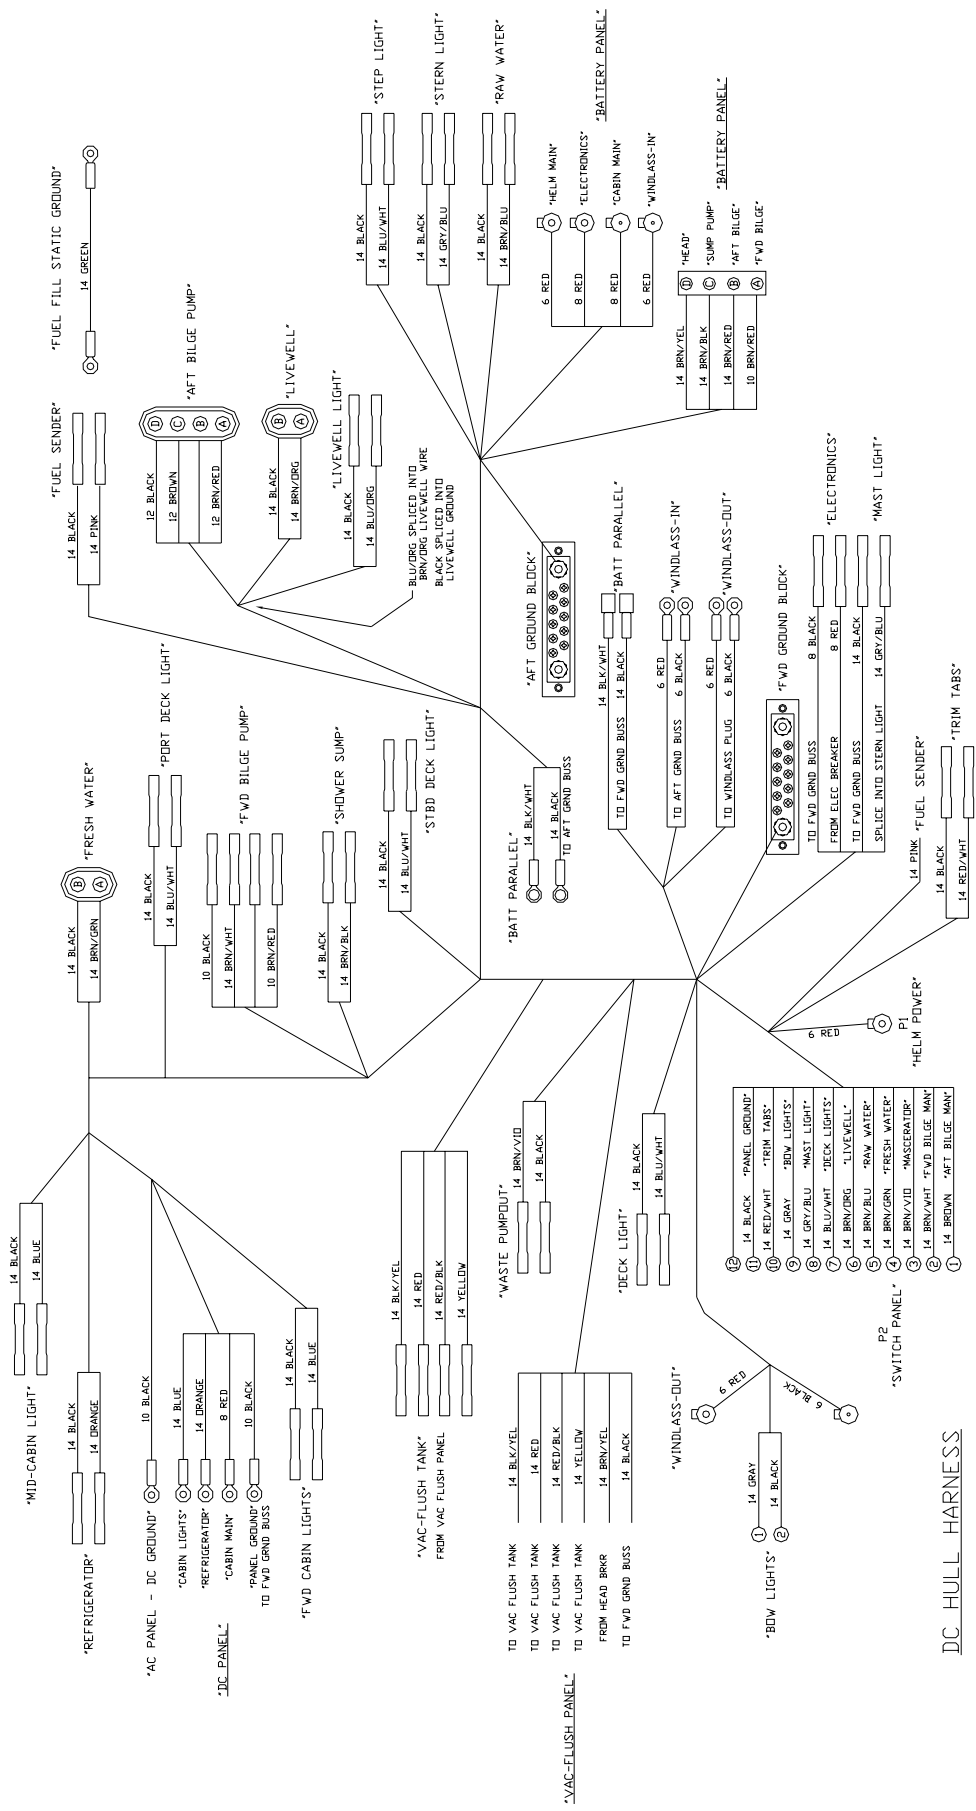 "FUEL FILL STATIC GROUND"
14 GREEN
"STEP LIGHT"
14 BLACK
14 BLU/WHT
"STERN LIGHT"
14 BLACK
14 GRY/BLU
"RAW WATER"
14 BLACK
14 BRN/BLU
"BATTERY PANEL"
"HELM MAIN"
"ELECTRONICS"
"CABIN MAIN"
"WINDLASS-IN"
6 RED
8 RED
8 RED
6 RED
"BATTERY PANEL"
"HEAD"
"SUMP PUMP"
"AFT BILGE"
"FWD BILGE"
D
C
B
A
14 BRN/YEL
14 BRN/BLK
14 BRN/RED
10 BRN/RED
"FUEL SENDER"
14 BLACK
14 PINK
"AFT BILGE PUMP"
D
C
B
A
12 BLACK
12 BROWN
12 BRN/RED
"LIVEWELL"
B
A
14 BLACK
14 BRN/ORG
"LIVEWELL LIGHT"
14 BLACK
14 BLU/ORG
BLU/ORG SPLICED INTO
BRN/ORG LIVEWELL WIRE
BLACK SPLICED INTO
LIVEWELL GROUND
"AFT GROUND BLOCK"
"BATT PARALLEL"
14 BLK/WHT
14 BLACK
TO FWD GRND BUSS
"WINDLASS-IN"
6 RED
6 BLACK
TO AFT GRND BUSS
"WINDLASS-OUT"
6 RED
6 BLACK
TO WINDLASS PLUG
"FWD GROUND BLOCK"
"ELECTRONICS"
8 BLACK
8 RED
TO FWD GRND BUSS
FROM ELEC BREAKER
"MAST LIGHT"
14 BLACK
14 GRY/BLU
TO FWD GRND BUSS
SPLICE INTO STERN LIGHT
"FRESH WATER"
B
A
14 BLACK
14 BRN/GRN
"PORT DECK LIGHT"
14 BLACK
14 BLU/WHT
"FWD BILGE PUMP"
10 BLACK
14 BRN/WHT
10 BRN/RED
"SHOWER SUMP"
14 BLACK
14 BRN/BLK
"STBD DECK LIGHT"
14 BLACK
14 BLU/WHT
"BATT PARALLEL"
14 BLK/WHT
14 BLACK
TO AFT GRND BUSS
"FUEL SENDER"
14 PINK
"TRIM TABS"
14 BLACK
14 RED/WHT
6 RED
P1
"HELM POWER"
"MID-CABIN LIGHT"
14 BLACK
14 BLUE
"REFRIGERATOR"
14 BLACK
14 ORANGE
"AC PANEL - DC GROUND"
10 BLACK
"DC PANEL"
"CABIN LIGHTS"
"REFRIGERATOR"
"CABIN MAIN"
"PANEL GROUND"
TO FWD GRND BUSS
14 BLUE
14 ORANGE
8 RED
10 BLACK
"FWD CABIN LIGHTS"
14 BLACK
14 BLUE
"VAC-FLUSH TANK"
FROM VAC FLUSH PANEL
14 BLK/YEL
14 RED
14 RED/BLK
14 YELLOW
"WASTE PUMPOUT"
14 BRN/VIO
14 BLACK
"VAC-FLUSH PANEL"
TO VAC FLUSH TANK
TO VAC FLUSH TANK
TO VAC FLUSH TANK
TO VAC FLUSH TANK
FROM HEAD BRKR
TO FWD GRND BUSS
14 BLK/YEL
14 RED
14 RED/BLK
14 YELLOW
14 BRN/YEL
14 BLACK
"DECK LIGHT"
14 BLACK
14 BLU/WHT
P2
"SWITCH PANEL"
12
11 14 BLACK "PANEL GROUND"
10 14 RED/WHT "TRIM TABS"
9 14 GRAY "BOW LIGHTS"
8 14 GRY/BLU "MAST LIGHT"
7 14 BLU/WHT "DECK LIGHTS"
6 14 BRN/ORG "LIVEWELL"
5 14 BRN/BLU "RAW WATER"
4 14 BRN/GRN "FRESH WATER"
3 14 BRN/VIO "MASCERATOR"
2 14 BRN/WHT "FWD BILGE MAN"
1 14 BROWN "AFT BILGE MAN"
"WINDLASS-OUT"
6 RED
6 BLACK
"BOW LIGHTS"
1 14 GRAY
2 14 BLACK
DC HULL HARNESS